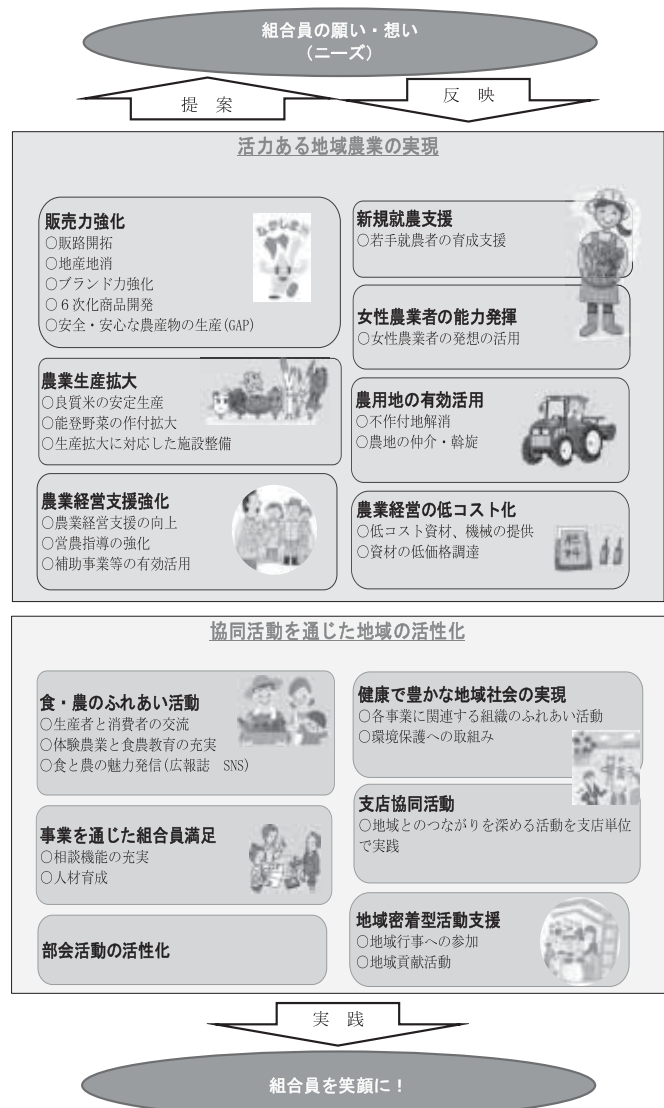 組合員の願い・想い
（ニーズ）
提　案
反　映
活力ある地域農業の実現
販売力強化
○販路開拓
○地産地消
○ブランド力強化
○６次化商品開発
○安全・安心な農産物の生産(GAP)
農業生産拡大
○良質米の安定生産
○能登野菜の作付拡大
○生産拡大に対応した施設整備
農業経営支援強化
○農業経営支援の向上
○営農指導の強化
○補助事業等の有効活用
新規就農支援
○若手就農者の育成支援
女性農業者の能力発揮
○女性農業者の発想の活用
農用地の有効活用
○不作付地解消
○農地の仲介・斡旋
農業経営の低コスト化
○低コスト資材、機械の提供
○資材の低価格調達
肥料
協同活動を通じた地域の活性化
食・農のふれあい活動
○生産者と消費者の交流
○体験農業と食農教育の充実
○食と農の魅力発信(広報誌　SNS)
事業を通じた組合員満足
○相談機能の充実
○人材育成
部会活動の活性化
健康で豊かな地域社会の実現
○各事業に関連する組織のふれあい活動
○環境保護への取組み
支店協同活動
○地域とのつながりを深める活動を支店単位
で実践
地域密着型活動支援
○地域行事への参加
○地域貢献活動
実　践
組合員を笑顔に！